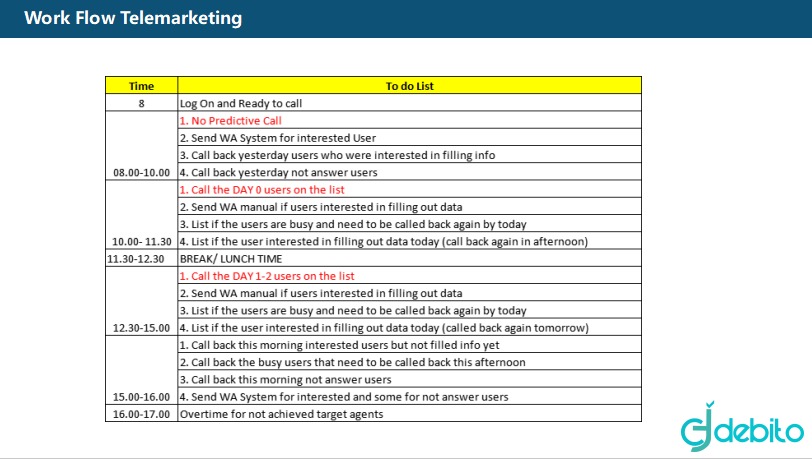 Work Flow Telemarketing
Time To do List
8 Log On and Ready to call
1. No Predictive Call
2. Send WA System for interested User
3. Call back yesterday users who were interested in filling info
08.00-10.00 4. Call back yesterday not answer users
1. Call the DAY 0 users on the list
2. Send WA manual if users interested in filling out data
3. List if the users are busy and need to be called back again by today
10.00- 11.30 4. List if the user interested in filling out data today (call back again in afternoon)
11.30-12.30 BREAK/ LUNCH TIME
1. Call the DAY 1-2 users on the list
2. Send WA manual if users interested in filling out data
3. List if the users are busy and need to be called back again by today
12.30-15.00 4. List if the user interested in filling out data today (called back again tomorrow)
1. Call back this morning interested users but not filled info yet
2. Call back the busy users that need to be called back this afternoon
3. Call back this morning not answer users
15.00-16.00 4. Send WA System for interested and some for not answer users
16.00-17.00 Overtime for not achieved target agents
debito